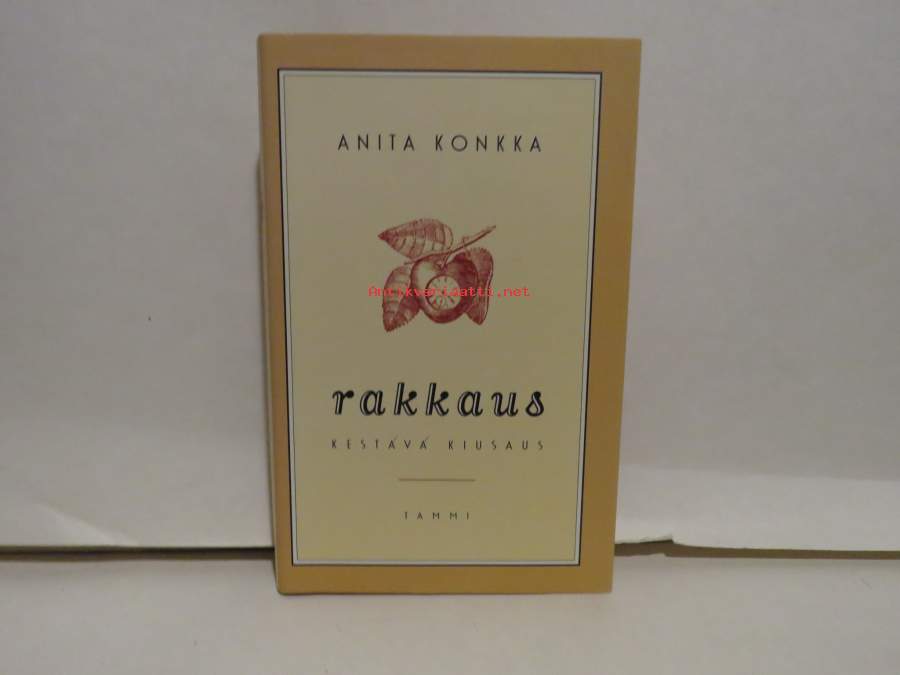 ANITA KONKKA
Antikvariaatti.net
rakkaus
KESTÄVÄ KIUSAUS
TAMMI